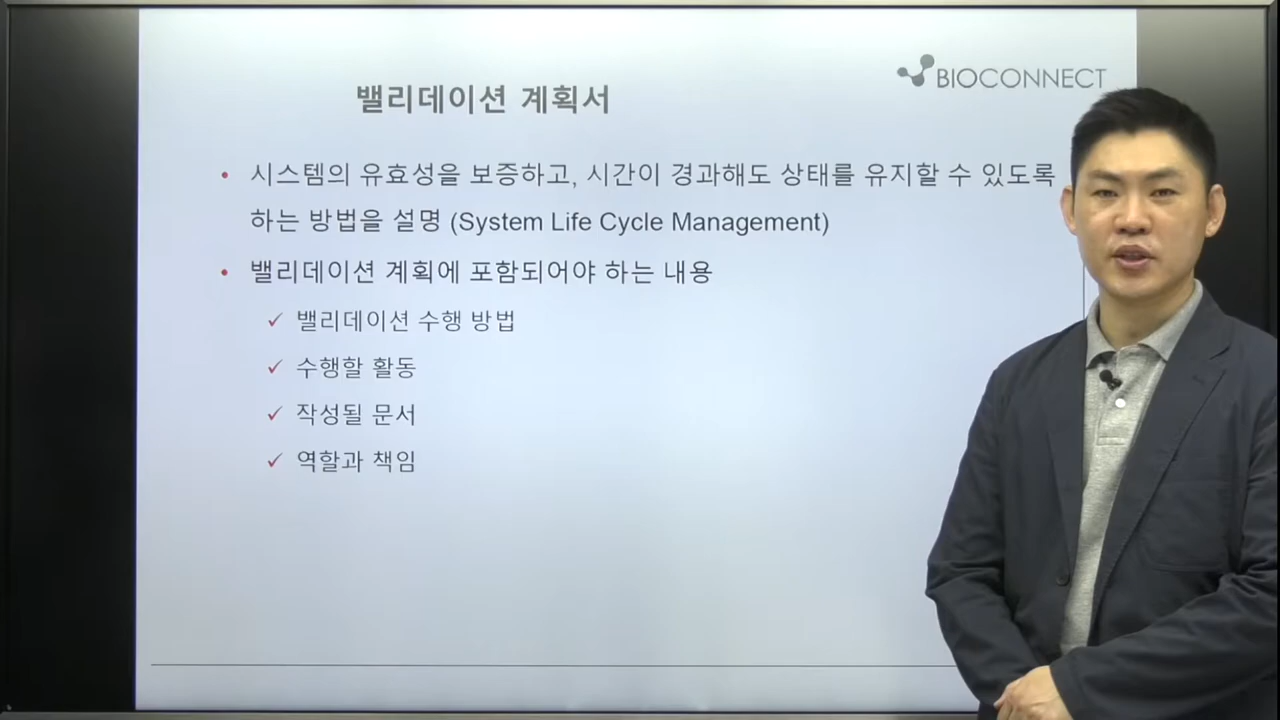 BIOCONNECT
밸리데이션 계획서
• 시스템의 유효성을 보증하고, 시간이 경과해도 상태를 유지할 수 있도록
하는 방법을 설명 (System Life Cycle Management)
• 밸리데이션 계획에 포함되어야 하는 내용
✓ 밸리데이션 수행 방법
✓ 수행할 활동
✓ 작성될 문서
✓ 역할과 책임